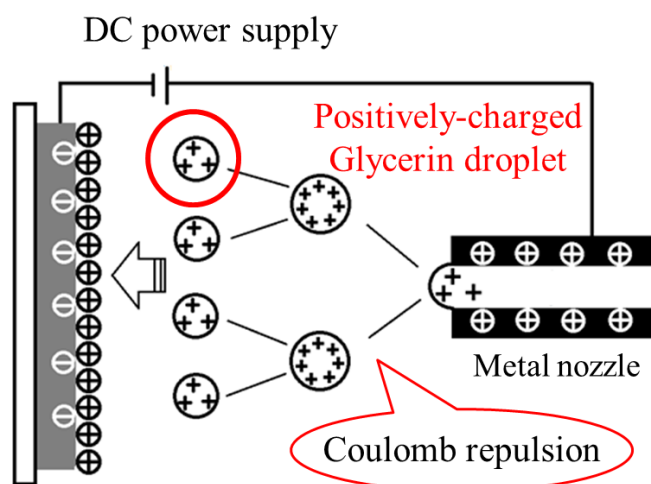 DC power supply
Positively-charged
Glycerin droplet
Metal nozzle
Coulomb repulsion